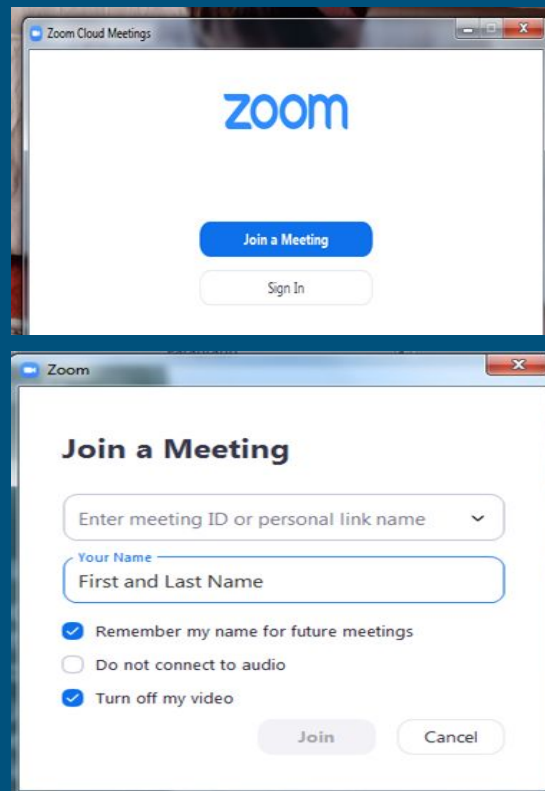 Zoom Cloud Meetings
zoom
Join a Meeting
Sign In
Zoom
Join a Meeting
Enter meeting ID or personal link name
Your Name
First and Last Name
Remember my name for future meetings
Do not connect to audio
Turn off my video
Join
Cancel